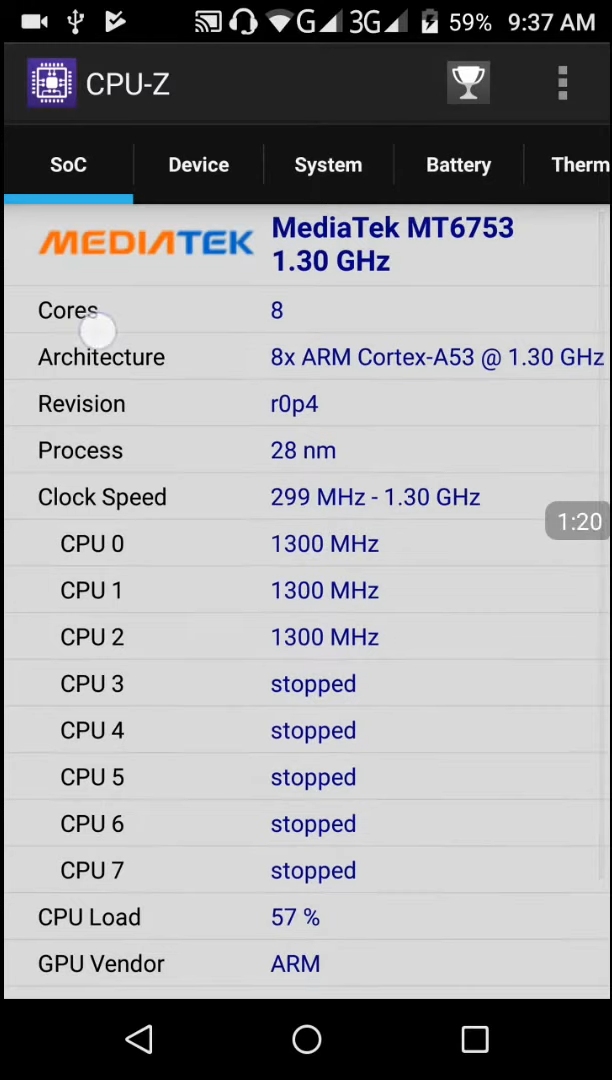 G 3G 59% 9:37 AM
CPU-Z
SoC Device System Battery Therm
MEDIATEK MediaTek MT6753
1.30 GHz
Cores 8
Architecture 8x ARM Cortex-A53 @ 1.30 GHz
Revision r0p4
Process 28 nm
Clock Speed 299 MHz - 1.30 GHz
1:20
CPU 0 1300 MHz
CPU 1 1300 MHz
CPU 2 1300 MHz
CPU 3 stopped
CPU 4 stopped
CPU 5 stopped
CPU 6 stopped
CPU 7 stopped
CPU Load 57 %
GPU Vendor ARM